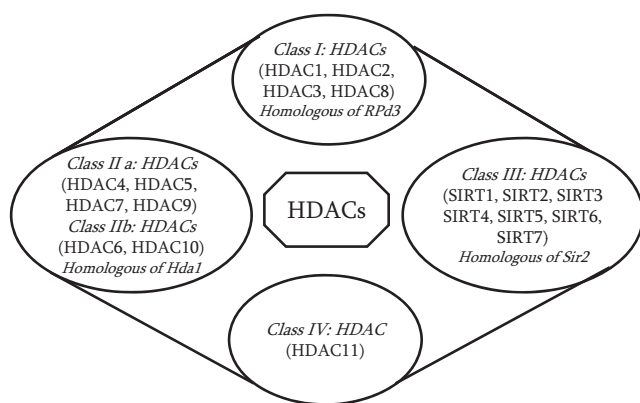 Class I: HDACs
(HDAC1, HDAC2,
HDAC3, HDAC8)
Homologous of RPd3
Class II a: HDACs
(HDAC4, HDAC5,
HDAC7, HDAC9)
Class IIb: HDACs
(HDAC6, HDAC10)
Homologous of Hda1
HDACs
Class III: HDACs
(SIRT1, SIRT2, SIRT3
SIRT4, SIRT5, SIRT6,
SIRT7)
Homologous of Sir2
Class IV: HDAC
(HDAC11)